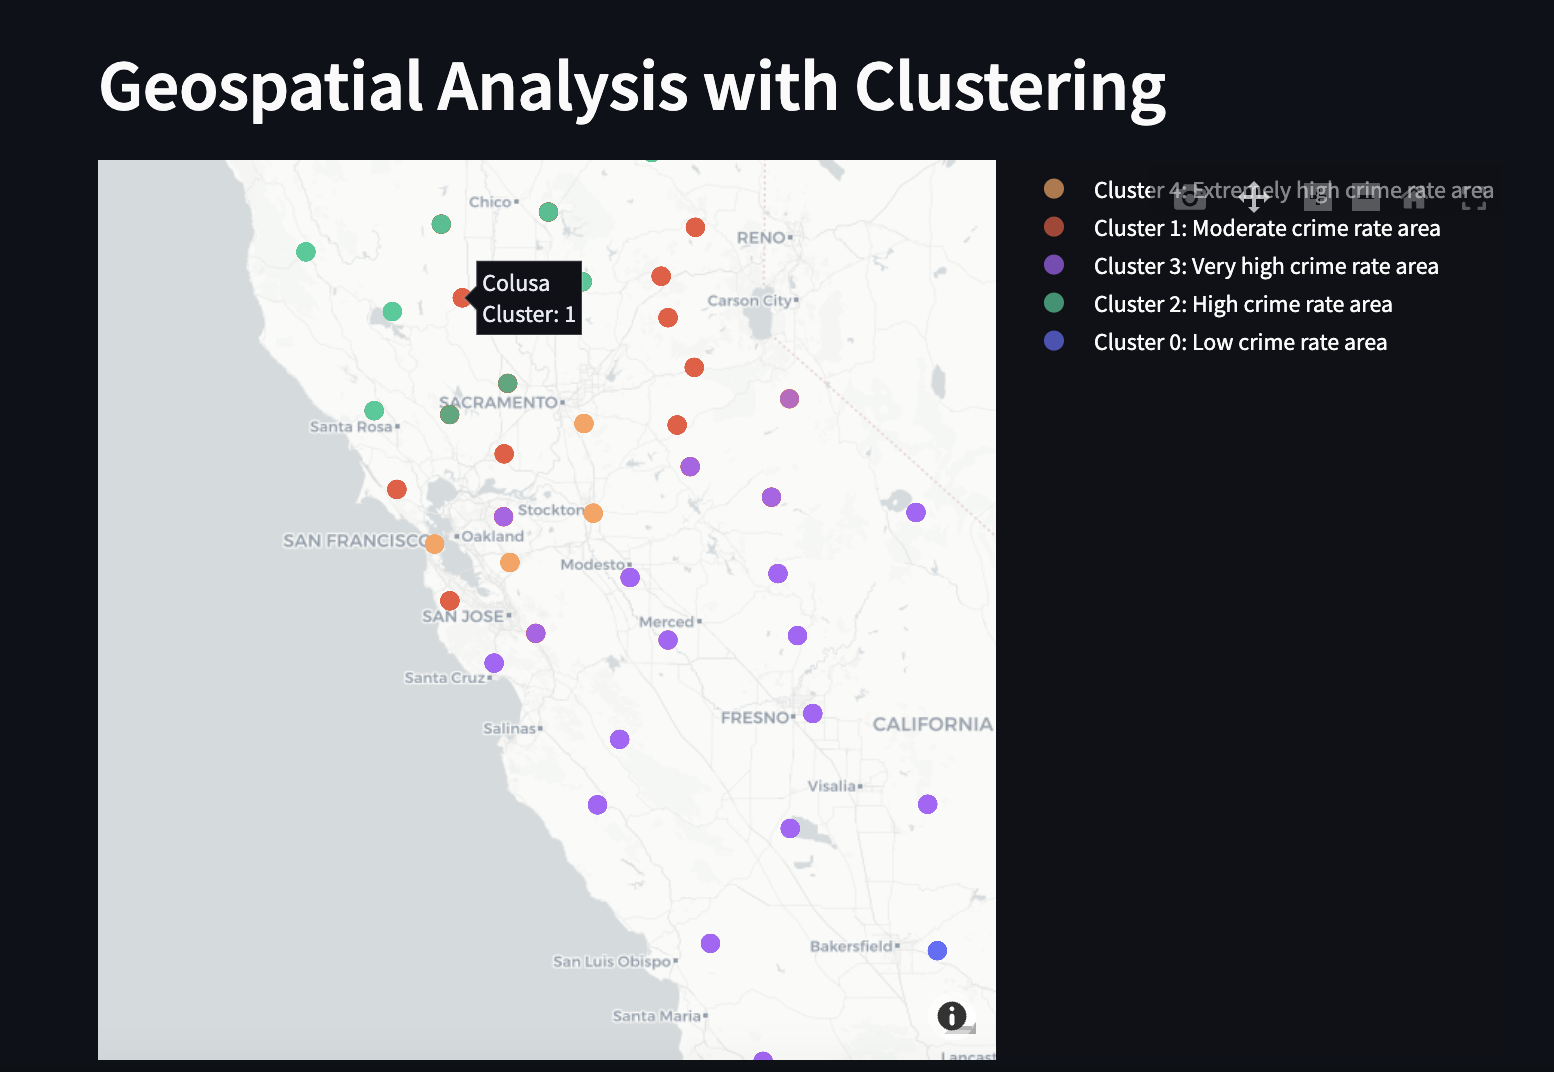 Geospatial Analysis with Clustering
Cluster 4: Extremely high crime rate area
Cluster 1: Moderate crime rate area
Cluster 3: Very high crime rate area
Cluster 2: High crime rate area
Cluster 0: Low crime rate area
Chico
RENO
Colusa
Cluster: 1
Carson City
SACRAMENTO
Santa Rosa
Stockton
SAN FRANCISCO
Oakland
Modesto
SAN JOSE
Merced
Santa Cruz
FRESNO
CALIFORNIA
Salinas
Visalia
Bakersfield
San Luis Obispo
Santa Maria
Lancast